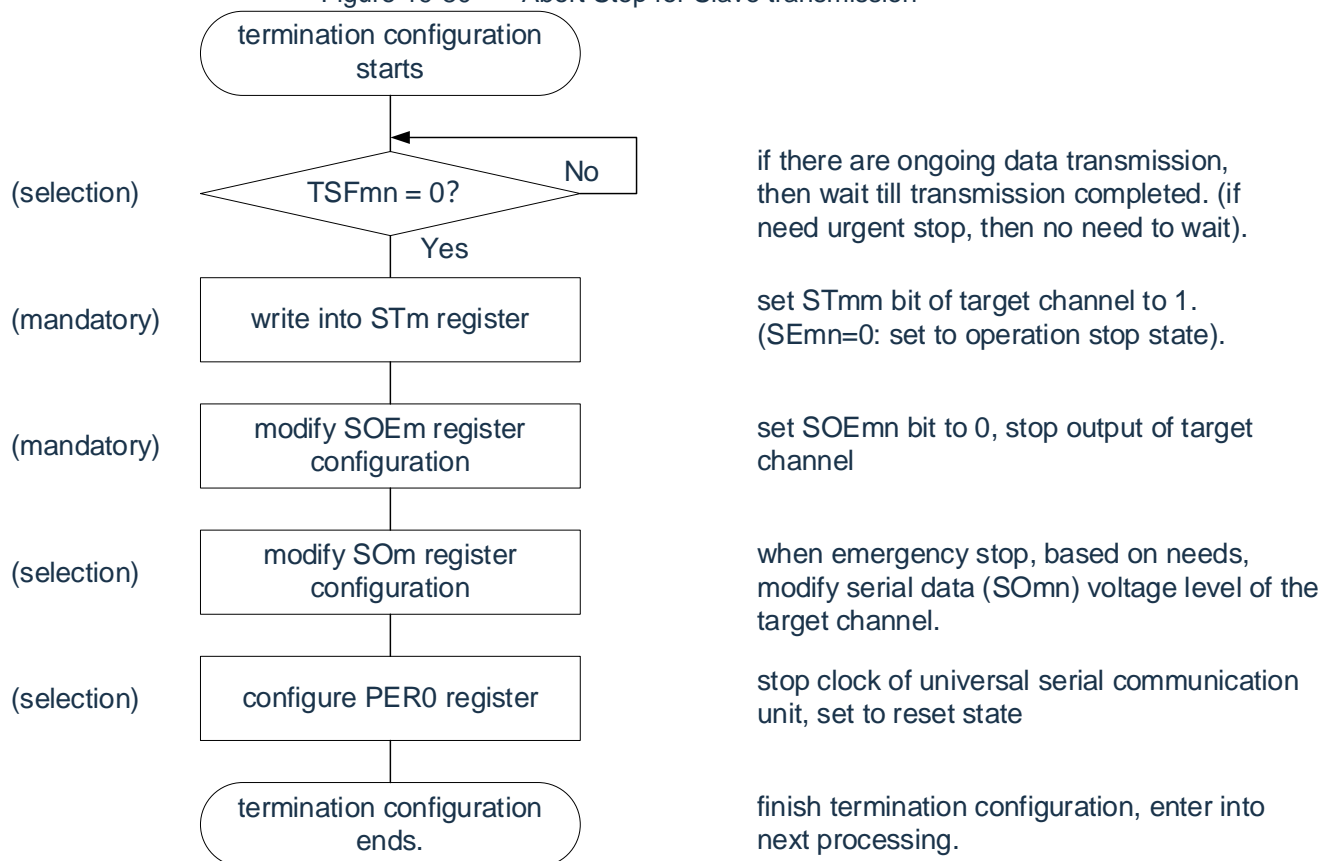 termination configuration
starts
(selection)
TSFmn = 0?
No
Yes
if there are ongoing data transmission,
then wait till transmission completed. (if
need urgent stop, then no need to wait).
(mandatory)
write into STm register
set STmm bit of target channel to 1.
(SEmn=0: set to operation stop state).
(mandatory)
modify SOEm register
configuration
set SOEmn bit to 0, stop output of target
channel
(selection)
modify SOm register
configuration
when emergency stop, based on needs,
modify serial data (SOmn) voltage level of the
target channel.
(selection)
configure PER0 register
stop clock of universal serial communication
unit, set to reset state
termination configuration
ends.
finish termination configuration, enter into
next processing.